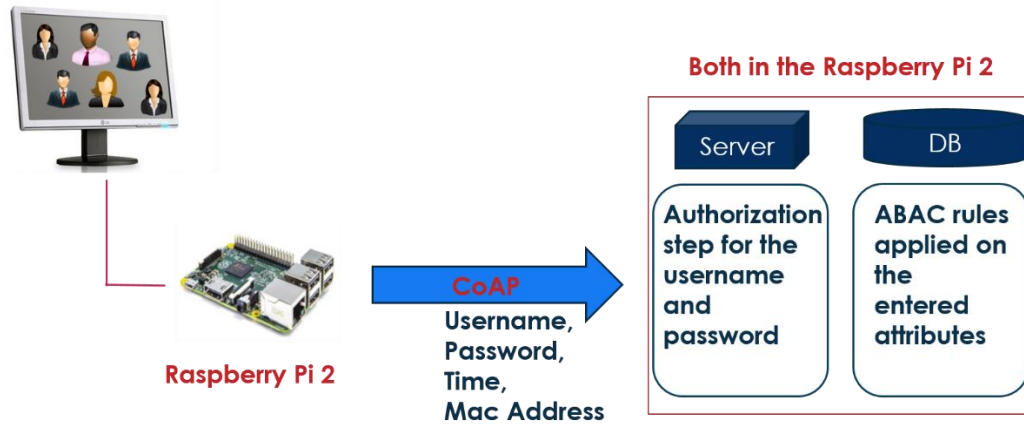 Both in the Raspberry Pi 2
Server
DB
Authorization
step for the
username
and
password
ABAC rules
applied on
the
entered
attributes
CoAP
Username,
Password,
Time,
Mac Address
Raspberry Pi 2